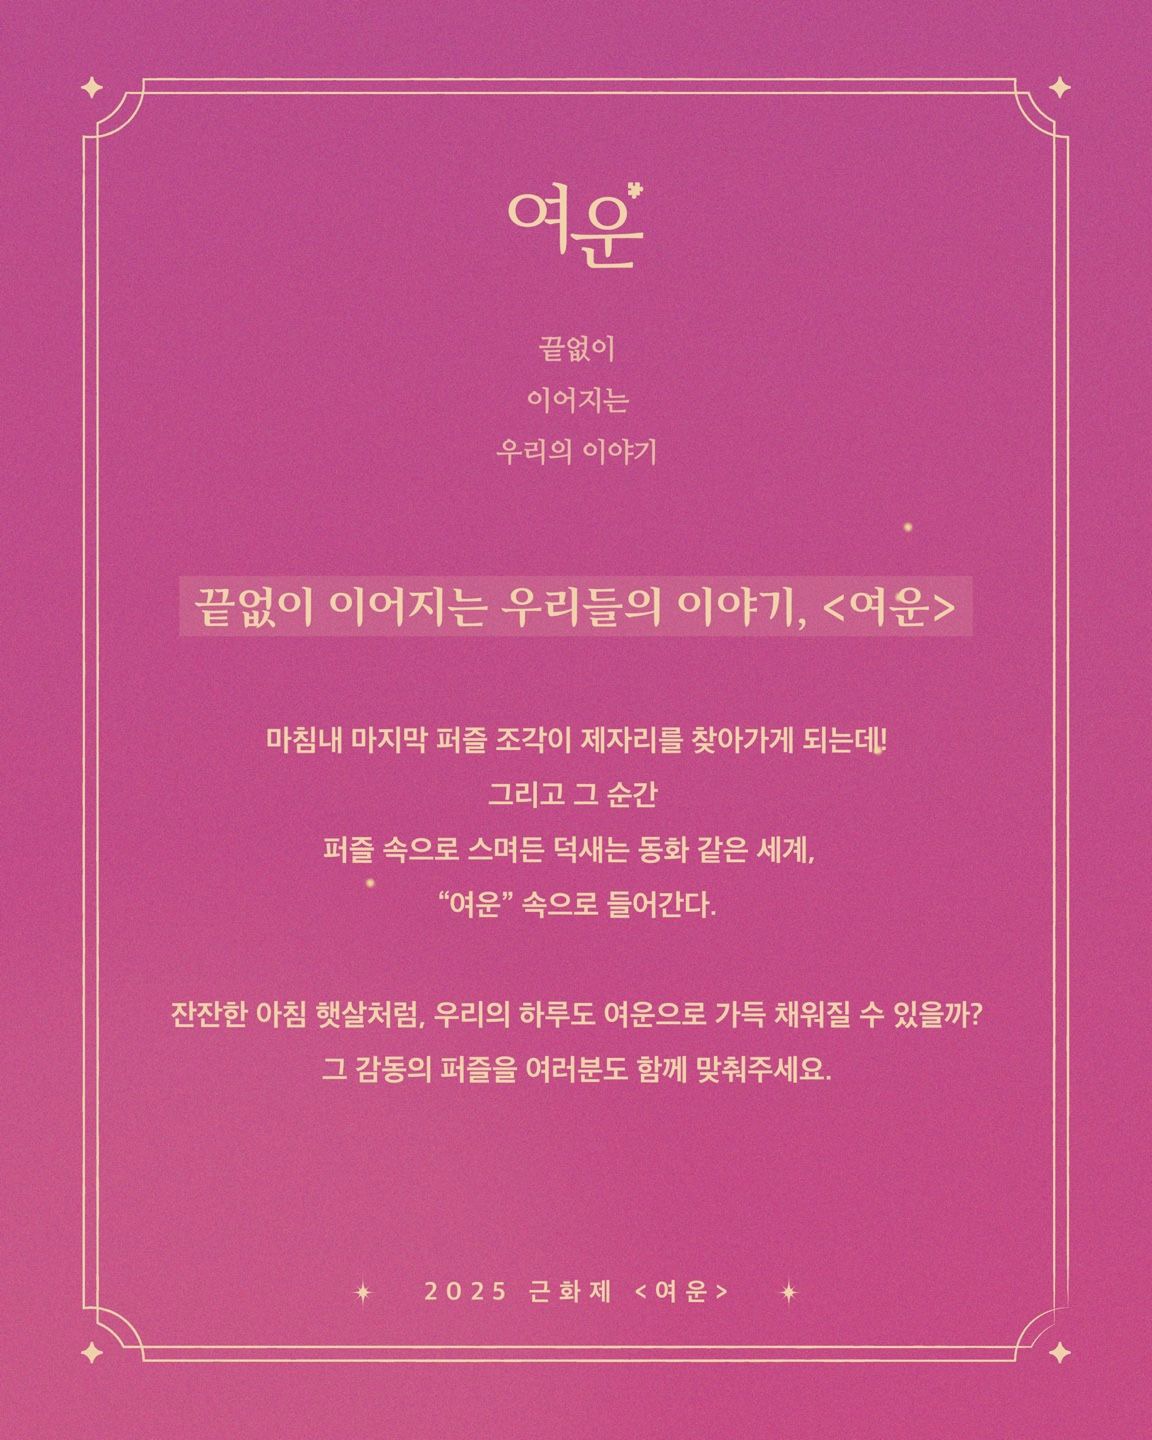 여운
끝없이
이어지는
우리의 이야기
끝없이 이어지는 우리들의 이야기, <여운>
마침내 마지막 퍼즐 조각이 제자리를 찾아가게 되는데!
그리고 그 순간
퍼즐 속으로 스며든 덕새는 동화 같은 세계,
“여운” 속으로 들어간다.
잔잔한 아침 햇살처럼, 우리의 하루도 여운으로 가득 채워질 수 있을까?
그 감동의 퍼즐을 여러분도 함께 맞춰주세요.
2025 근화제 <여운>